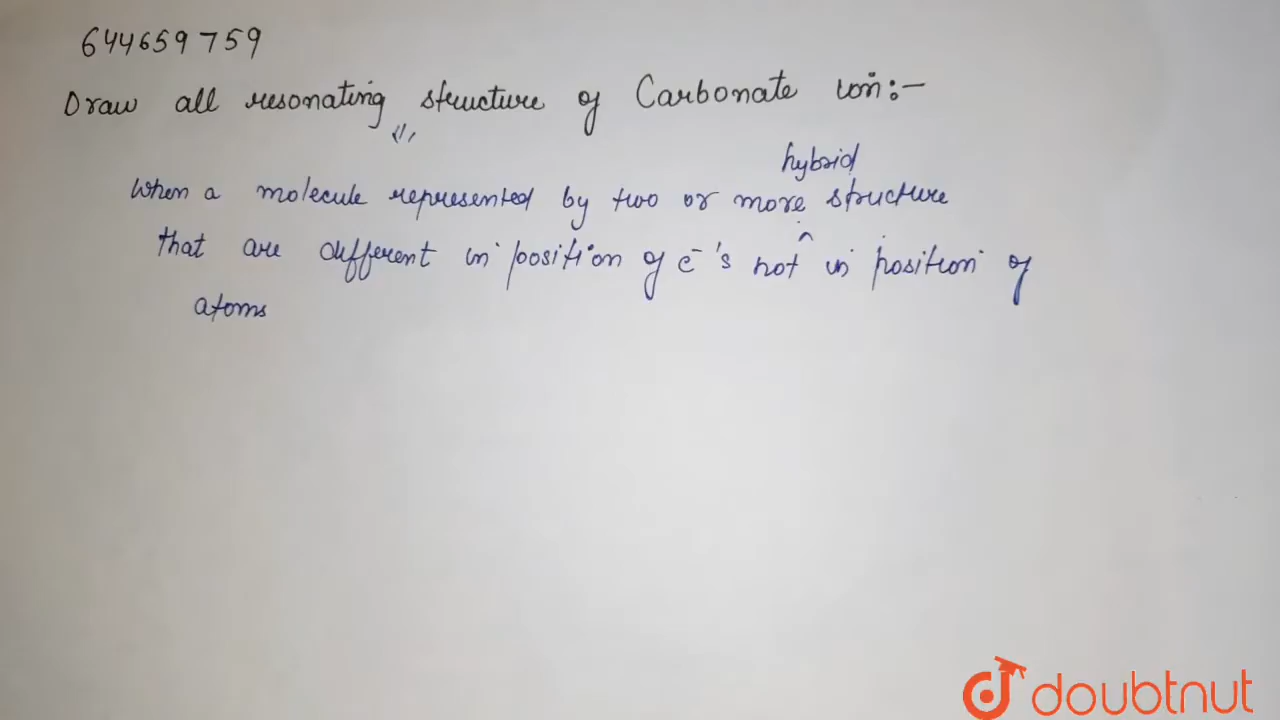 644659759
Draw all resonating structure of Carbonate ion:-
hybrid
When a molecule represented by two or more structure
that are different in position of e⁻'s not in position of
atoms
doubtnut